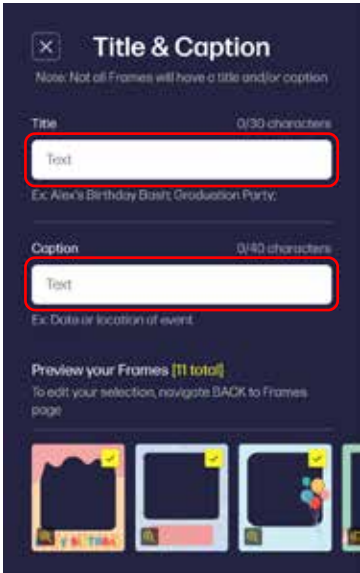 Title & Caption
Note: Not all Frames will have a title and/or caption
Title 0/30 characters
Text
Ex: Alex's Birthday Bash; Graduation Party;
Caption 0/40 characters
Text
Ex: Date or location of event
Preview your Frames [11 total]
To edit your selection, navigate BACK to Frames
page